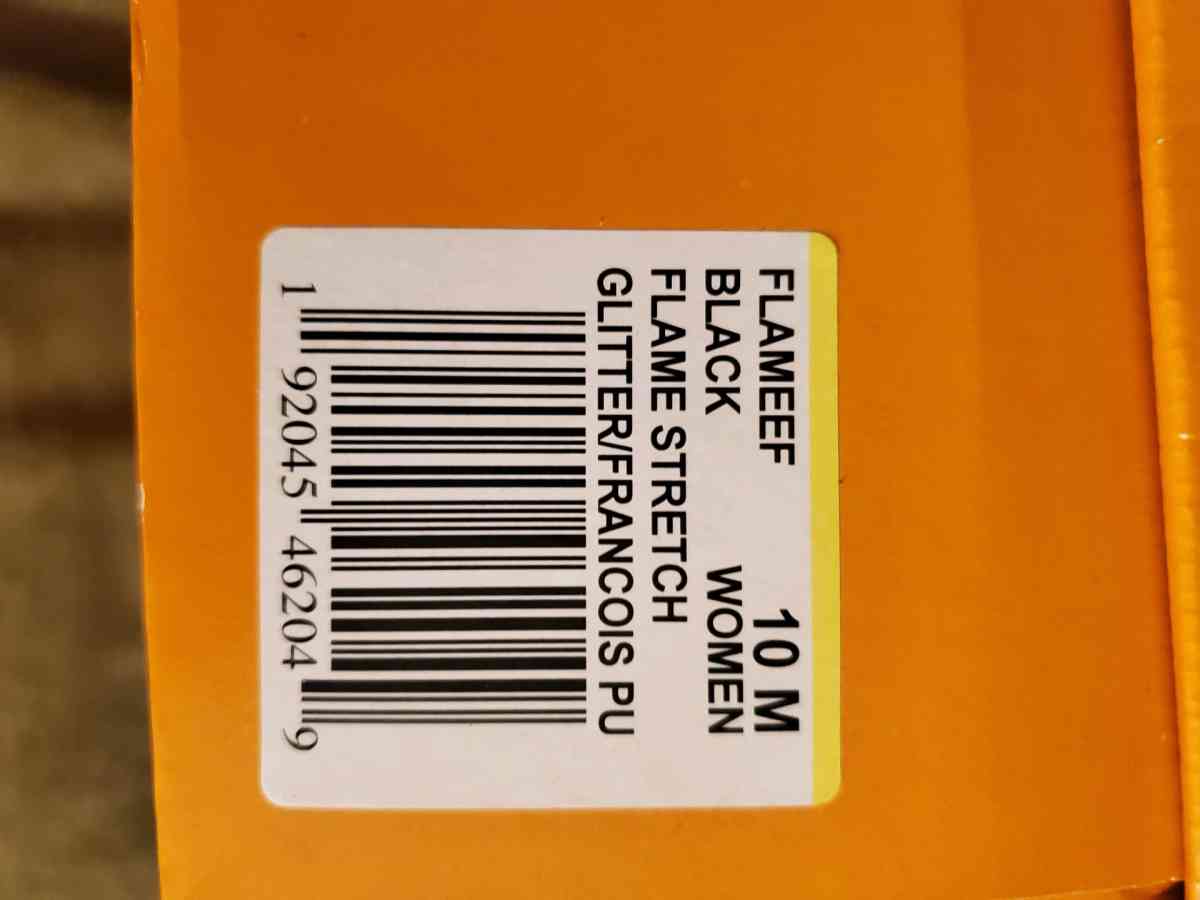 FLAMEEF 10 M
BLACK WOMEN
FLAME STRETCH
GLITTER/FRANCOIS PU
1 92045 46204 9